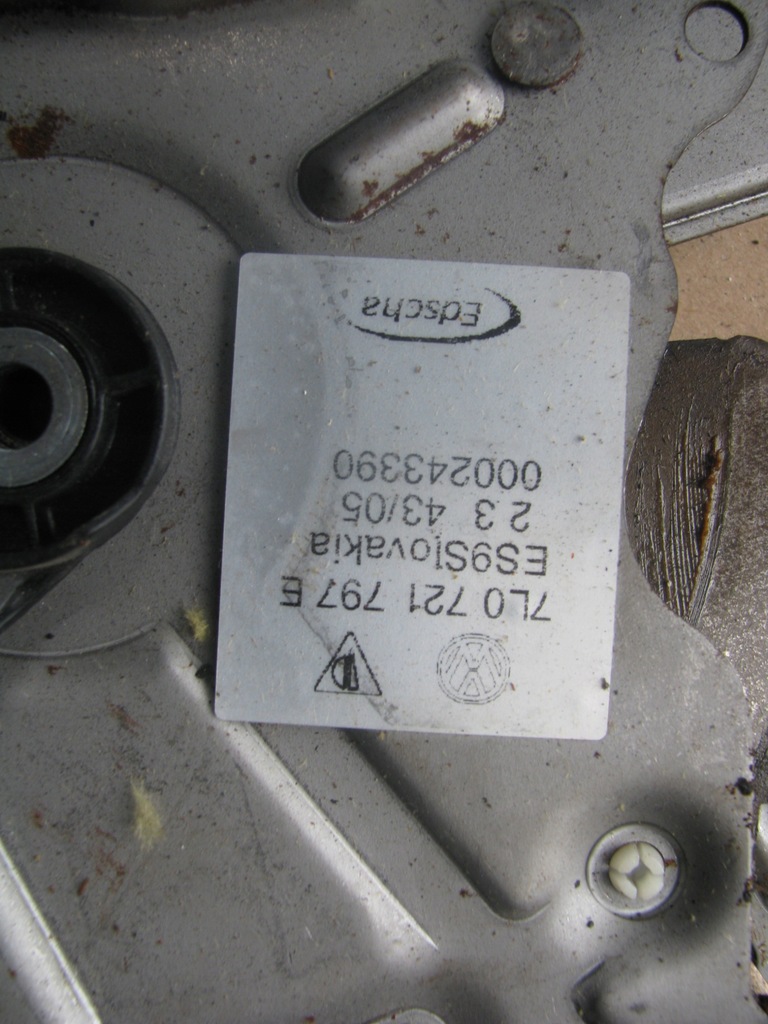 7L0 721 797 E
ES9Slovakia
2 3 43/05
000243390
Edscha